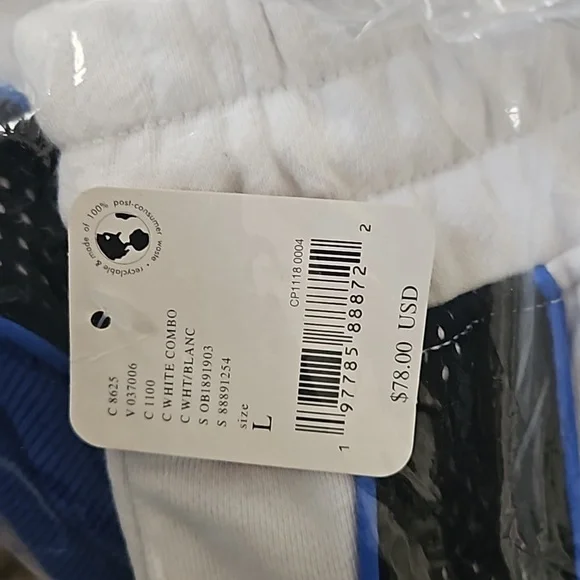 100% post-consumer waste • recyclable & made of
C 8625
V 037006
C 1100
C WHITE COMBO
C WHT/BLANC
S OB1891903
S 88891254
size
L
CP1118 0004
1 97785 88872 2
$78.00 USD